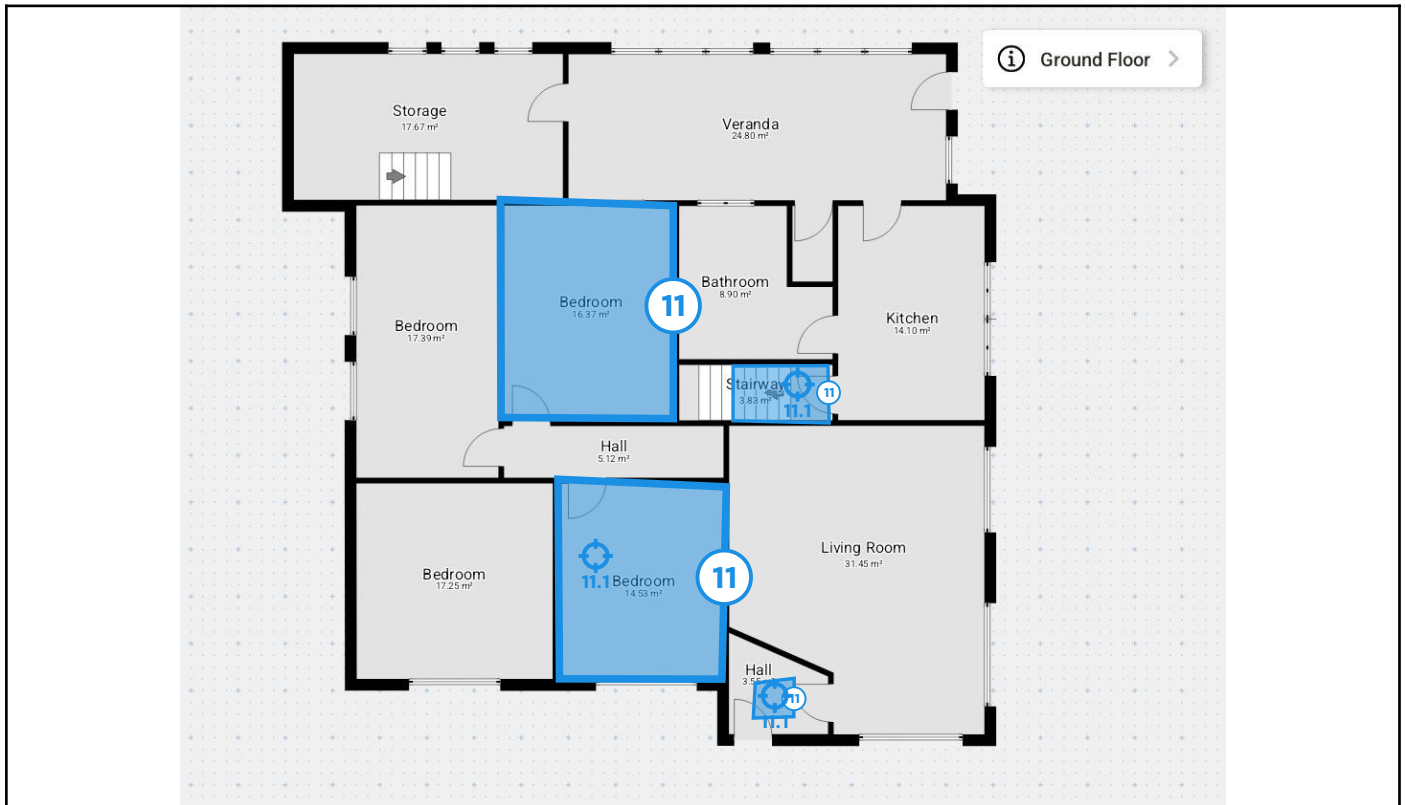 Ground Floor
Storage
17.67 m²
Veranda
24.80 m²
Bathroom
8.90 m²
Bedroom
16.37 m²
11
Kitchen
14.10 m²
Bedroom
17.39 m²
Stairway
3.83 m²
11
11.1
Hall
5.12 m²
Living Room
31.45 m²
Bedroom
17.25 m²
11.1
Bedroom
14.53 m²
11
Hall
11
11.1